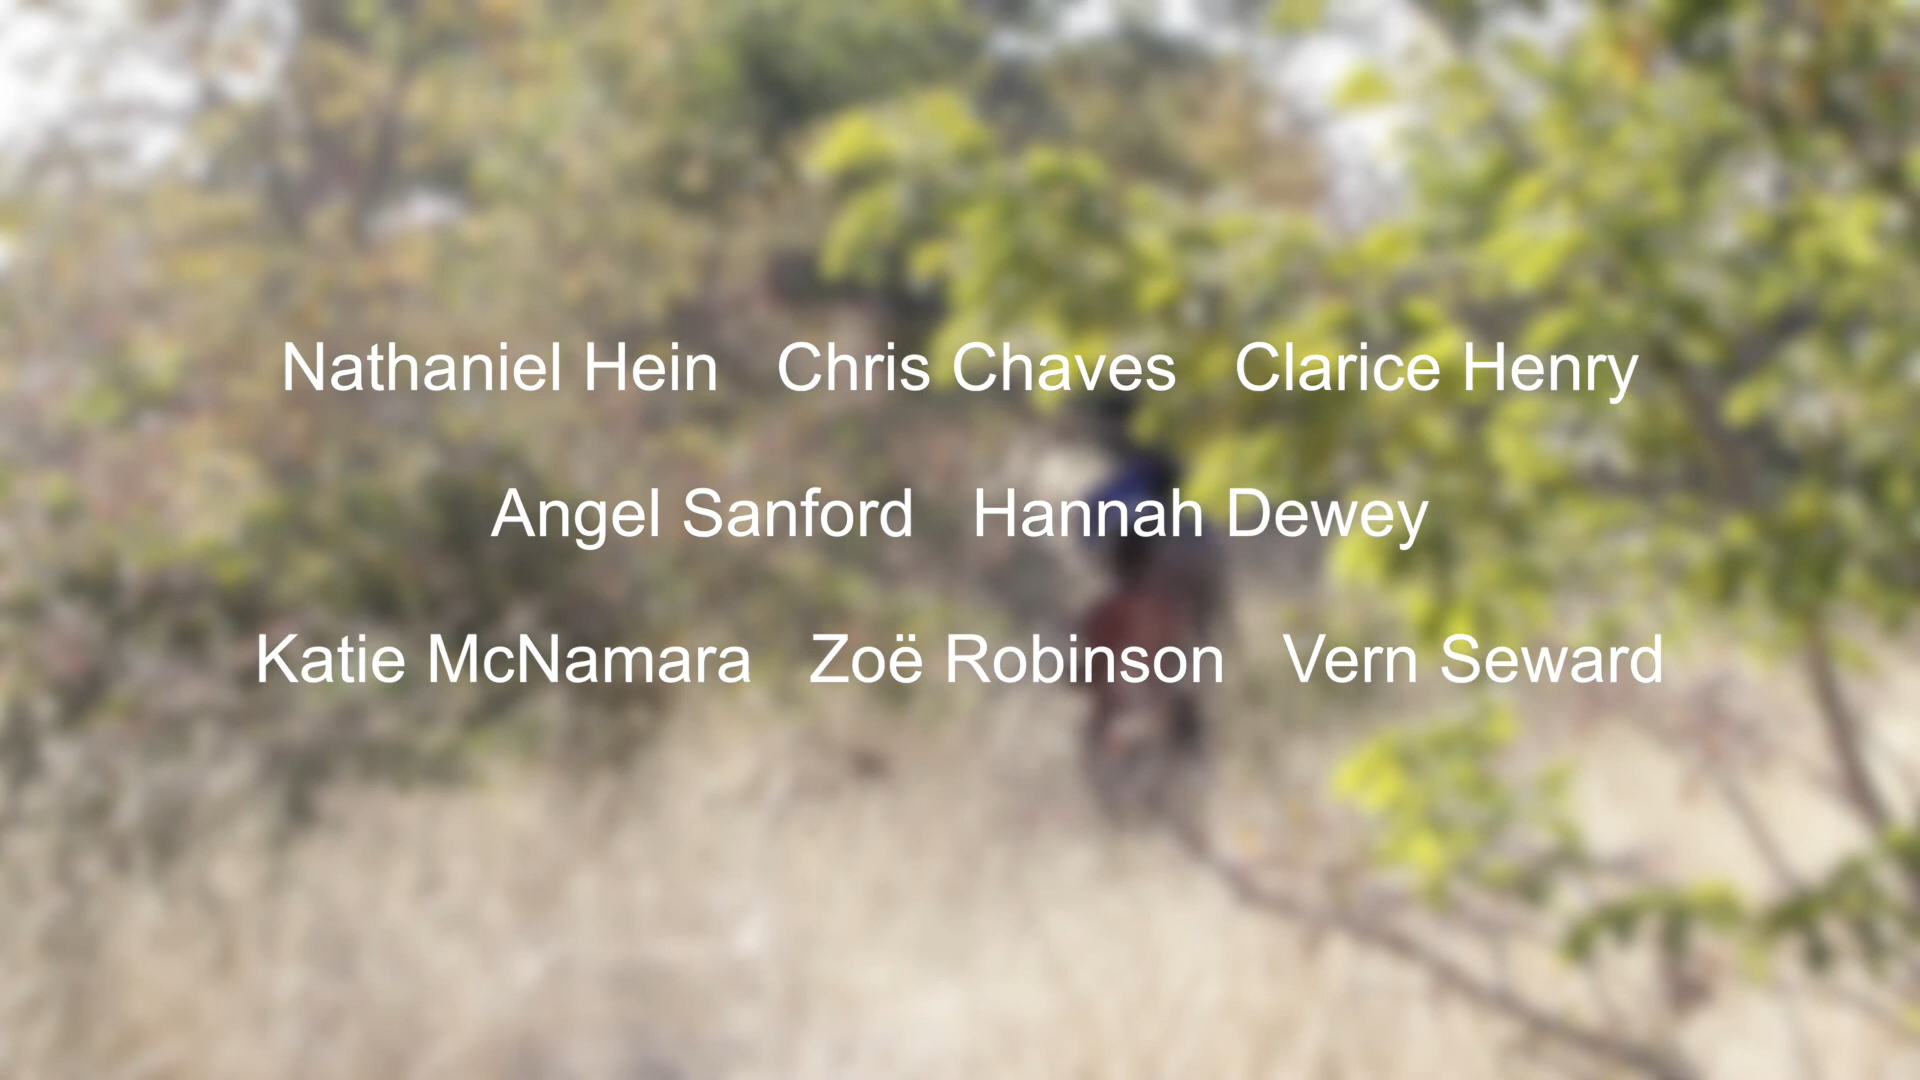 Nathaniel Hein   Chris Chaves   Clarice Henry
Angel Sanford   Hannah Dewey
Katie McNamara   Zoë Robinson   Vern Seward